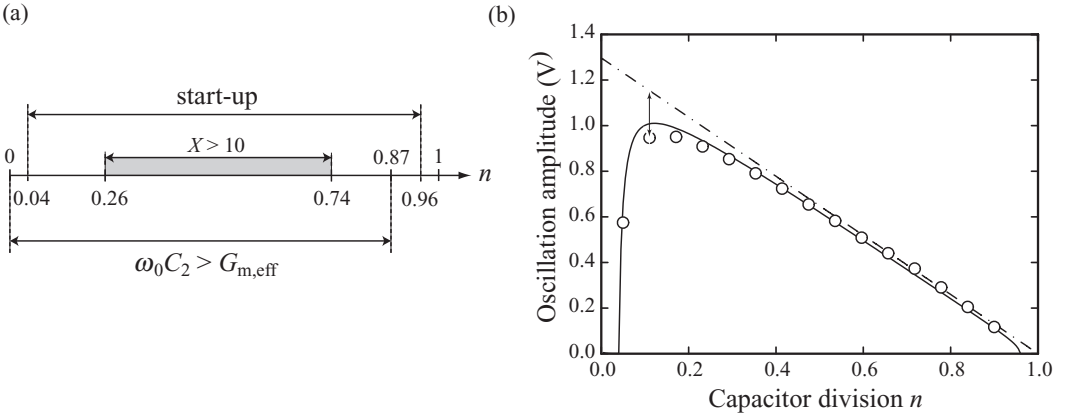 (a)
start-up
X > 10
0 0.87 1 n
0.04 0.26 0.74 0.96
ω₀C₂ > Gm,eff
(b)
1.4
1.2
1.0
0.8
0.6
0.4
0.2
0.0
0.0 0.2 0.4 0.6 0.8 1.0
Oscillation amplitude (V)
Capacitor division n